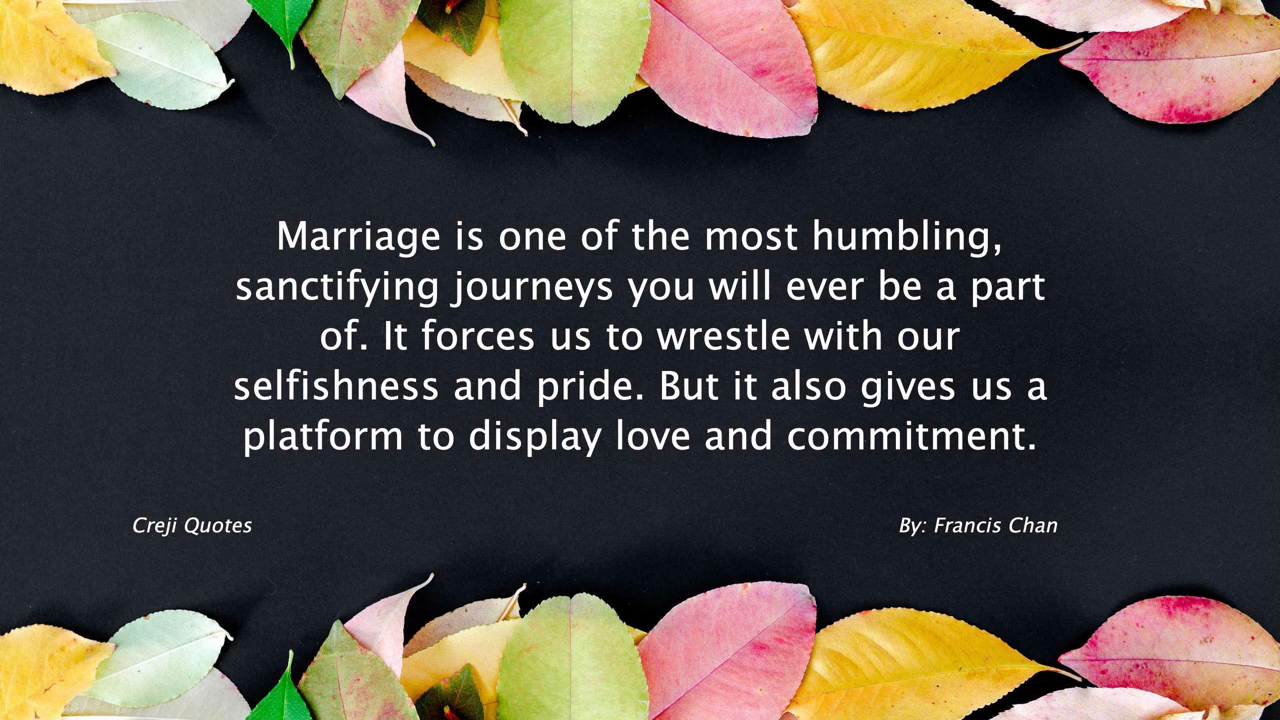 Marriage is one of the most humbling,
sanctifying journeys you will ever be a part
of. It forces us to wrestle with our
selfishness and pride. But it also gives us a
platform to display love and commitment.
Creji Quotes
By: Francis Chan